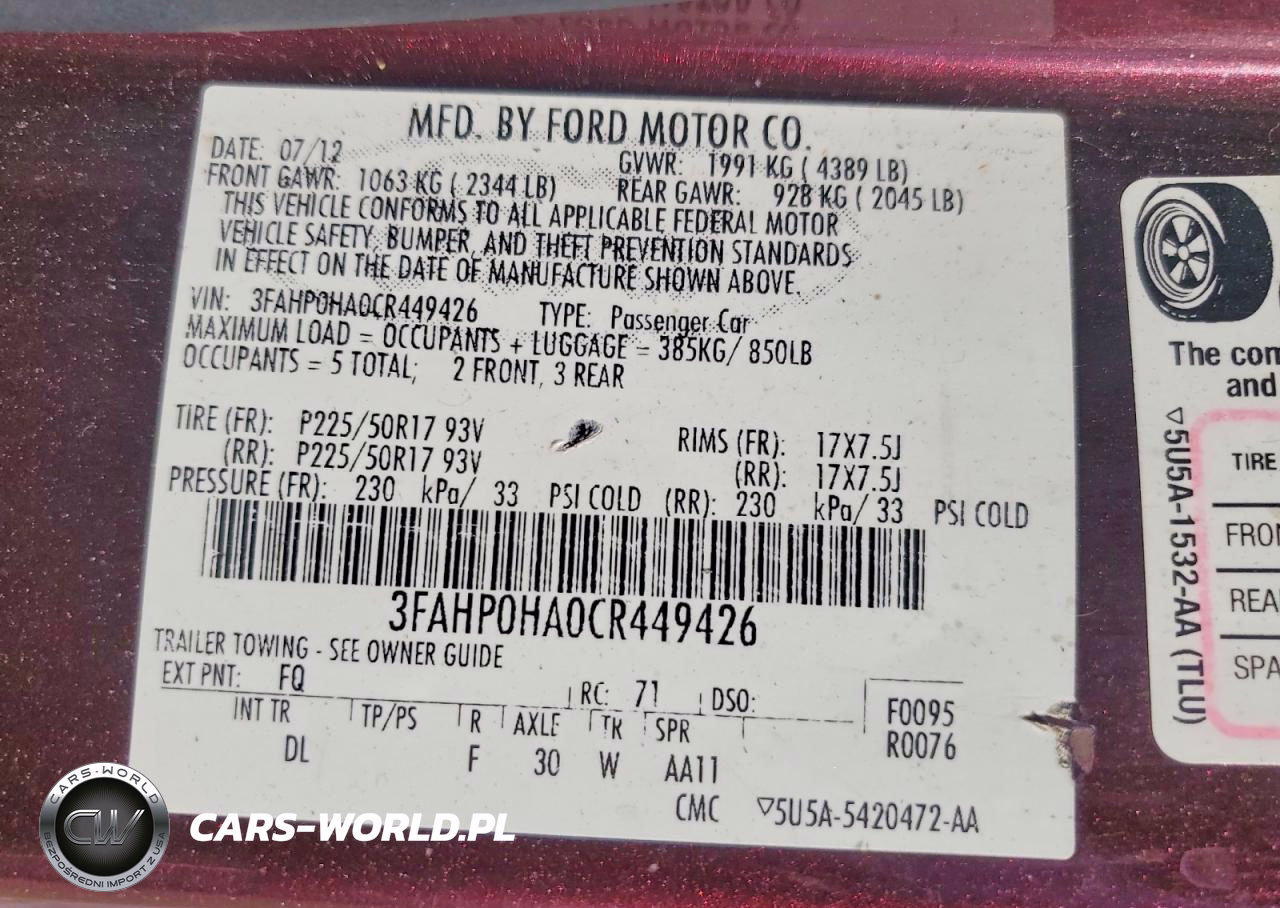 MFD. BY FORD MOTOR CO.
DATE: 07/12 GVWR: 1991 KG ( 4389 LB)
FRONT GAWR: 1063 KG ( 2344 LB) REAR GAWR: 928 KG ( 2045 LB)
THIS VEHICLE CONFORMS TO ALL APPLICABLE FEDERAL MOTOR
VEHICLE SAFETY, BUMPER, AND THEFT PREVENTION STANDARDS
IN EFFECT ON THE DATE OF MANUFACTURE SHOWN ABOVE.
VIN: 3FAHP0HA0CR449426 TYPE: Passenger Car
MAXIMUM LOAD = OCCUPANTS + LUGGAGE = 385KG/ 850LB
OCCUPANTS = 5 TOTAL; 2 FRONT, 3 REAR
TIRE (FR): P225/50R17 93V RIMS (FR): 17X7.5J
(RR): P225/50R17 93V (RR): 17X7.5J
PRESSURE (FR): 230 kPa/ 33 PSI COLD (RR): 230 kPa/ 33 PSI COLD
3FAHP0HA0CR449426
TRAILER TOWING - SEE OWNER GUIDE
EXT PNT: FQ RC: 71 DSO:
INT TR TP/PS R AXLE TR SPR F0095
DL F 30 W AA11 R0076
CMC ▽5U5A-5420472-AA
The com
and
▽5U5A-1532-AA (TLU)
TIRE
FRON
REA
SPA
CARS-WORLD
CW
BEZPOŚREDNI IMPORT Z USA
CARS-WORLD.PL